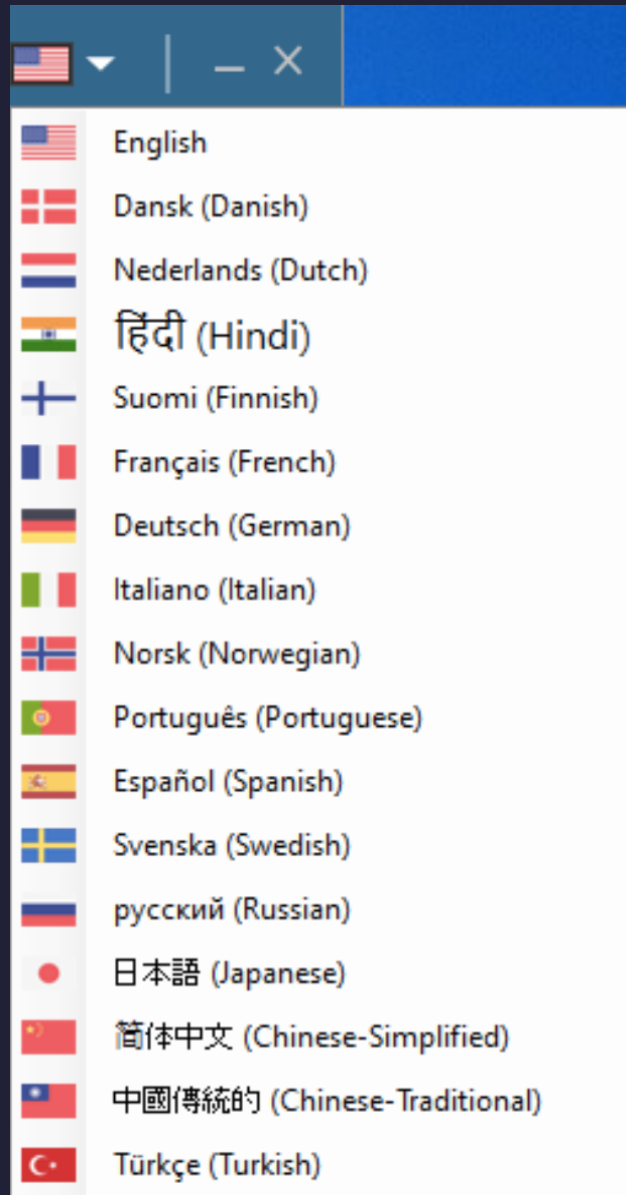 English
Dansk (Danish)
Nederlands (Dutch)
हिंदी (Hindi)
Suomi (Finnish)
Français (French)
Deutsch (German)
Italiano (Italian)
Norsk (Norwegian)
Português (Portuguese)
Español (Spanish)
Svenska (Swedish)
русский (Russian)
日本語 (Japanese)
简体中文 (Chinese-Simplified)
中國傳統的 (Chinese-Traditional)
Türkçe (Turkish)